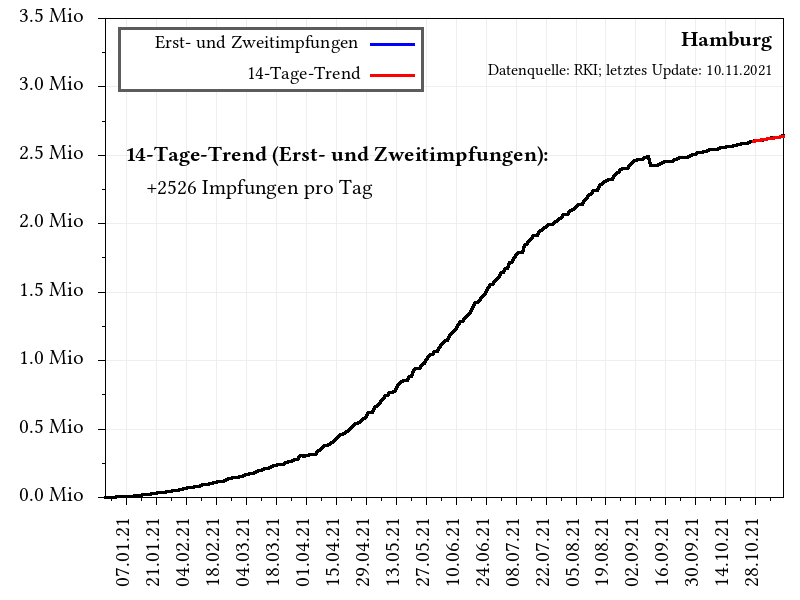 3.5 Mio
3.0 Mio
2.5 Mio
2.0 Mio
1.5 Mio
1.0 Mio
0.5 Mio
0.0 Mio
Erst- und Zweitimpfungen
14-Tage-Trend
Hamburg
Datenquelle: RKI; letztes Update: 10.11.2021
14-Tage-Trend (Erst- und Zweitimpfungen):
+2526 Impfungen pro Tag
07.01.21
21.01.21
04.02.21
18.02.21
04.03.21
18.03.21
01.04.21
15.04.21
29.04.21
13.05.21
27.05.21
10.06.21
24.06.21
08.07.21
22.07.21
05.08.21
19.08.21
02.09.21
16.09.21
30.09.21
14.10.21
28.10.21